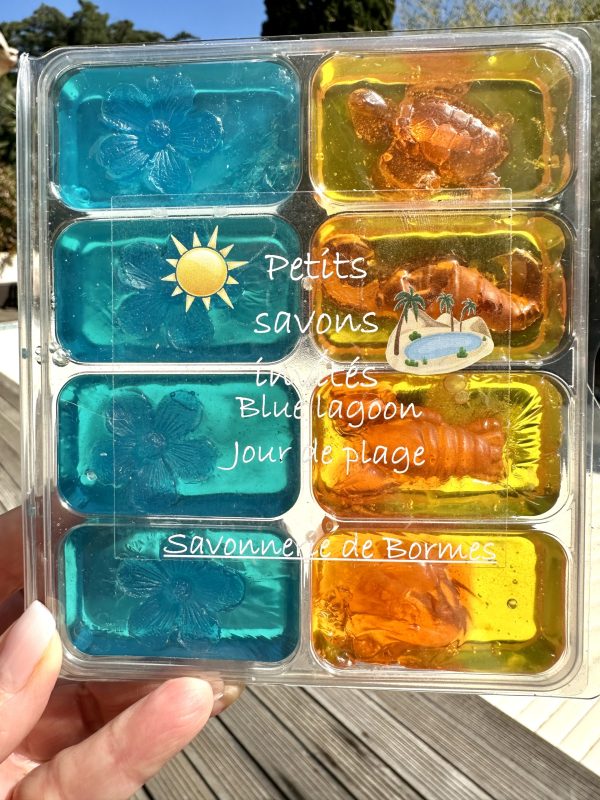 Petits
savons
invités
Blue lagoon
Jour de plage
Savonnerie de Bormes